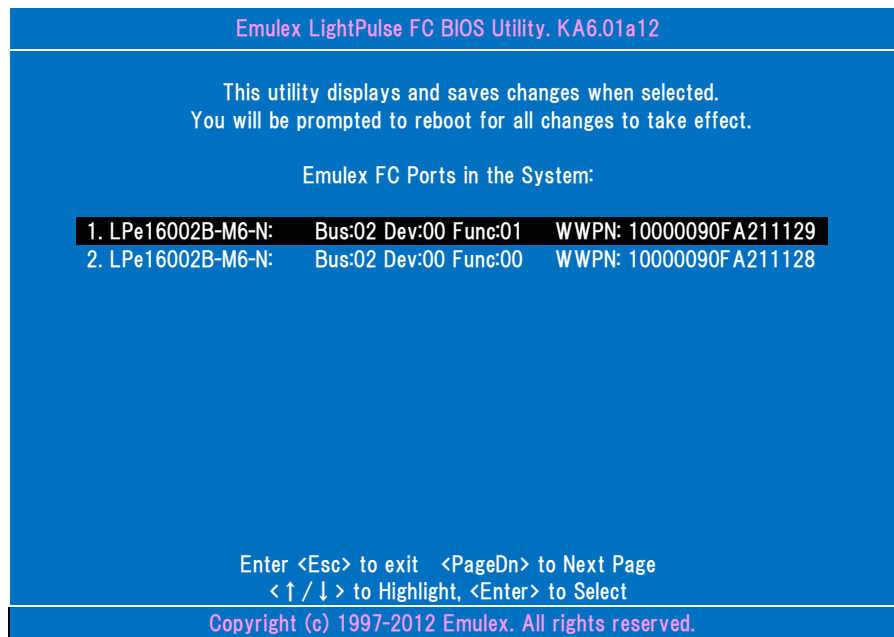 Emulex LightPulse FC BIOS Utility. KA6.01a12
This utility displays and saves changes when selected.
You will be prompted to reboot for all changes to take effect.
Emulex FC Ports in the System:
1. LPe16002B-M6-N: Bus:02 Dev:00 Func:01 WWPN: 10000090FA211129
2. LPe16002B-M6-N: Bus:02 Dev:00 Func:00 WWPN: 10000090FA211128
Enter <Esc> to exit <PageDn> to Next Page
<↑/↓> to Highlight, <Enter> to Select
Copyright (c) 1997-2012 Emulex. All rights reserved.